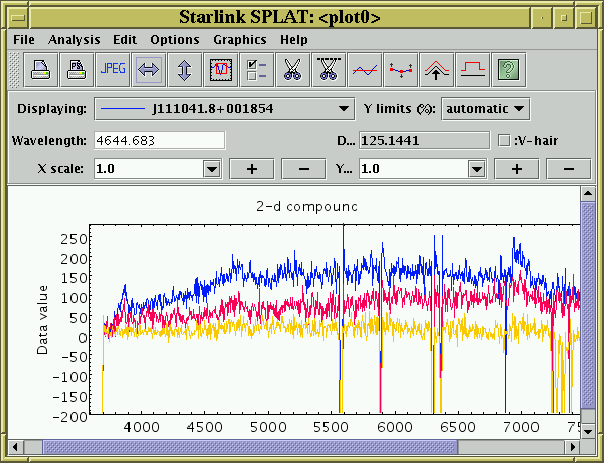 Starlink SPLAT: <plot0>
File Analysis Edit Options Graphics Help
PS JPEG ?
Displaying: J111041.8+001854 Y limits (%): automatic
Wavelength: 4644.683 D... 125.1441 :V-hair
X scale: 1.0 + − Y... 1.0 + −
2-d compounc
250
200
150
100
50
0
−50
−100
−150
−200
Data value
4000 4500 5000 5500 6000 6500 7000 75